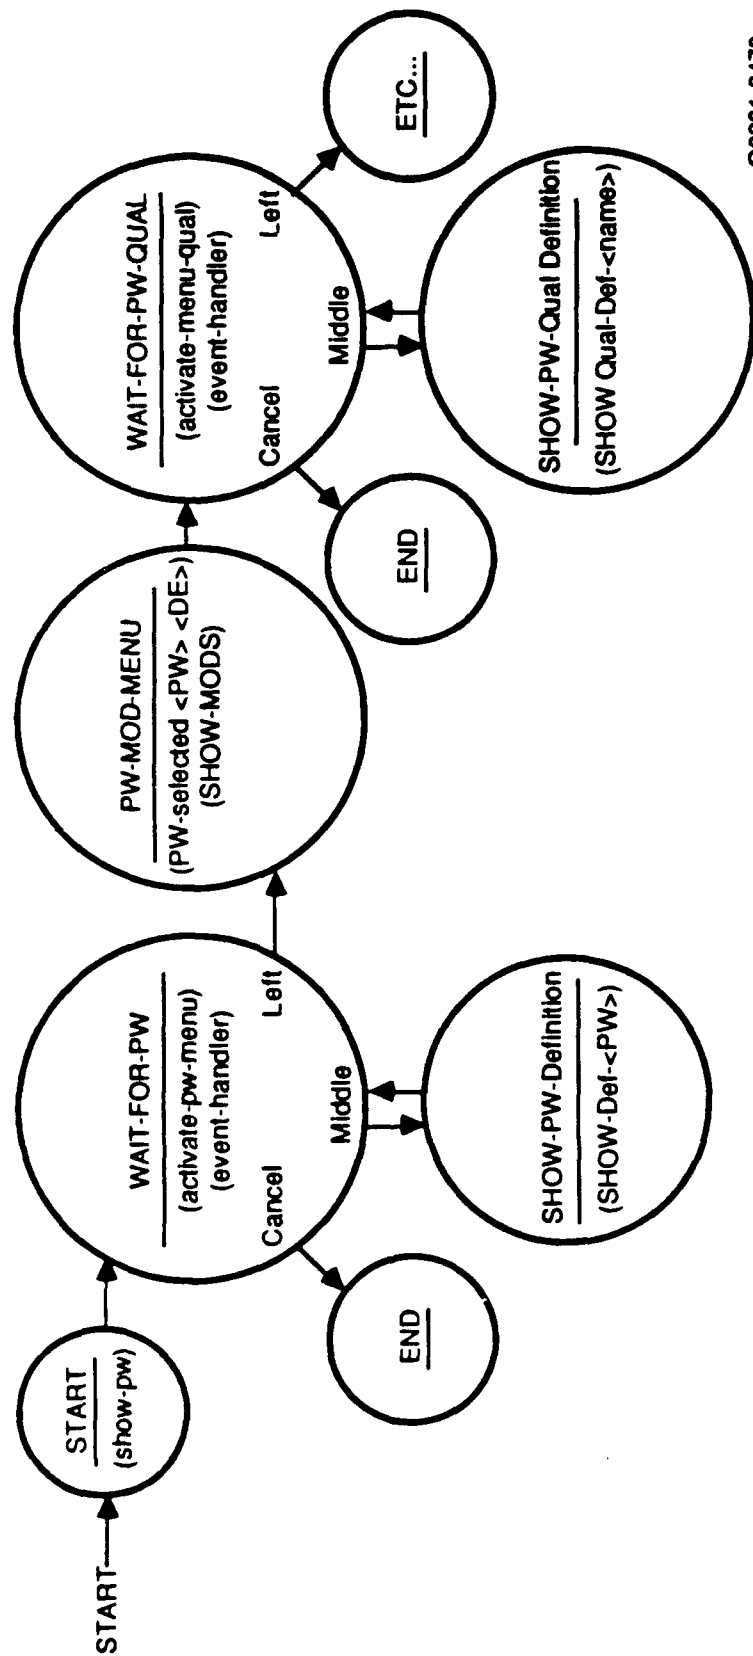 START
START
(show-pw)
WAIT-FOR-PW
(activate-pw-menu)
(event-handler)
Cancel
Middle
Left
END
SHOW-PW-Definition
(SHOW-Def-<PW>)
PW-MOD-MENU
(PW-selected <PW> <DE>)
(SHOW-MODS)
WAIT-FOR-PW-QUAL
(activate-menu-qual)
(event-handler)
Cancel
Middle
Left
END
SHOW-PW-Qual Definition
(SHOW Qual-Def-<name>)
ETC...